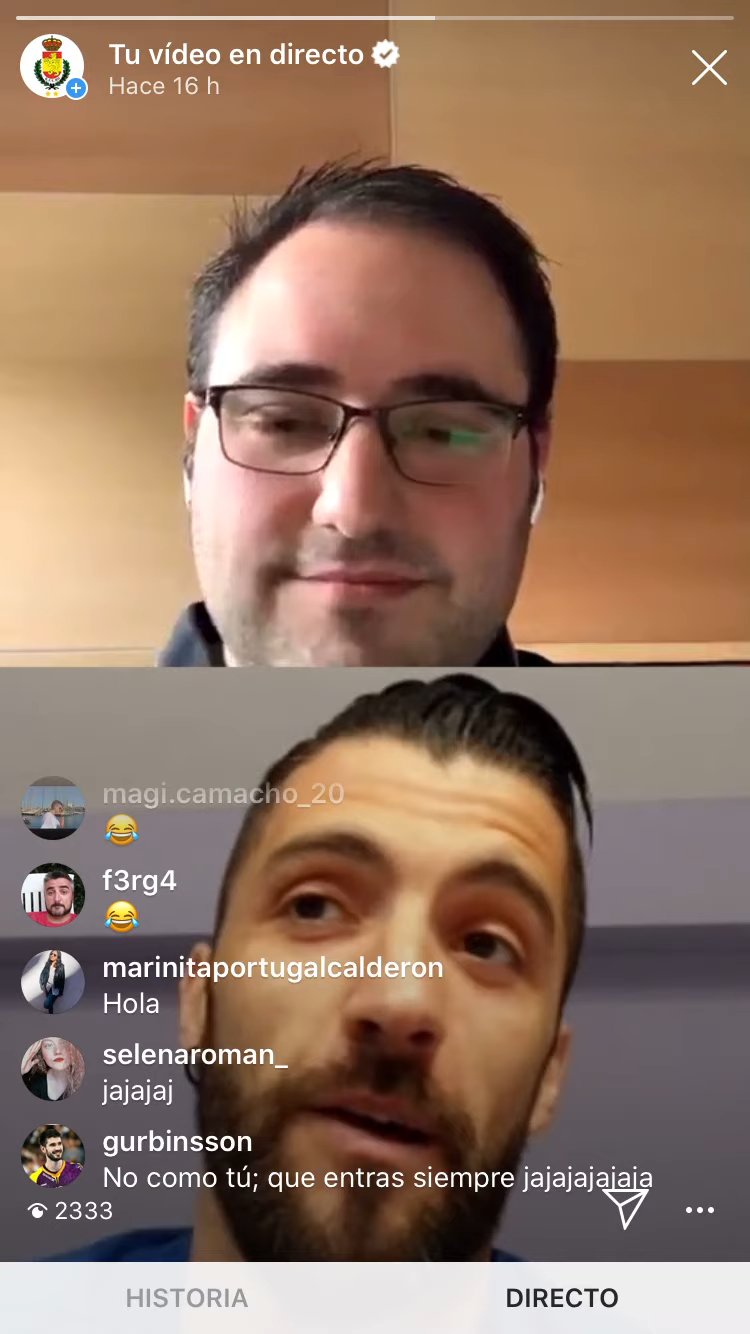 Tu vídeo en directo
Hace 16 h
magi.camacho_20
😂
f3rg4
😂
marinitaportugalcalderon
Hola
selenaroman_
jajajaj
gurbinsson
No como tú; que entras siempre jajajajajaja
2333
HISTORIA
DIRECTO